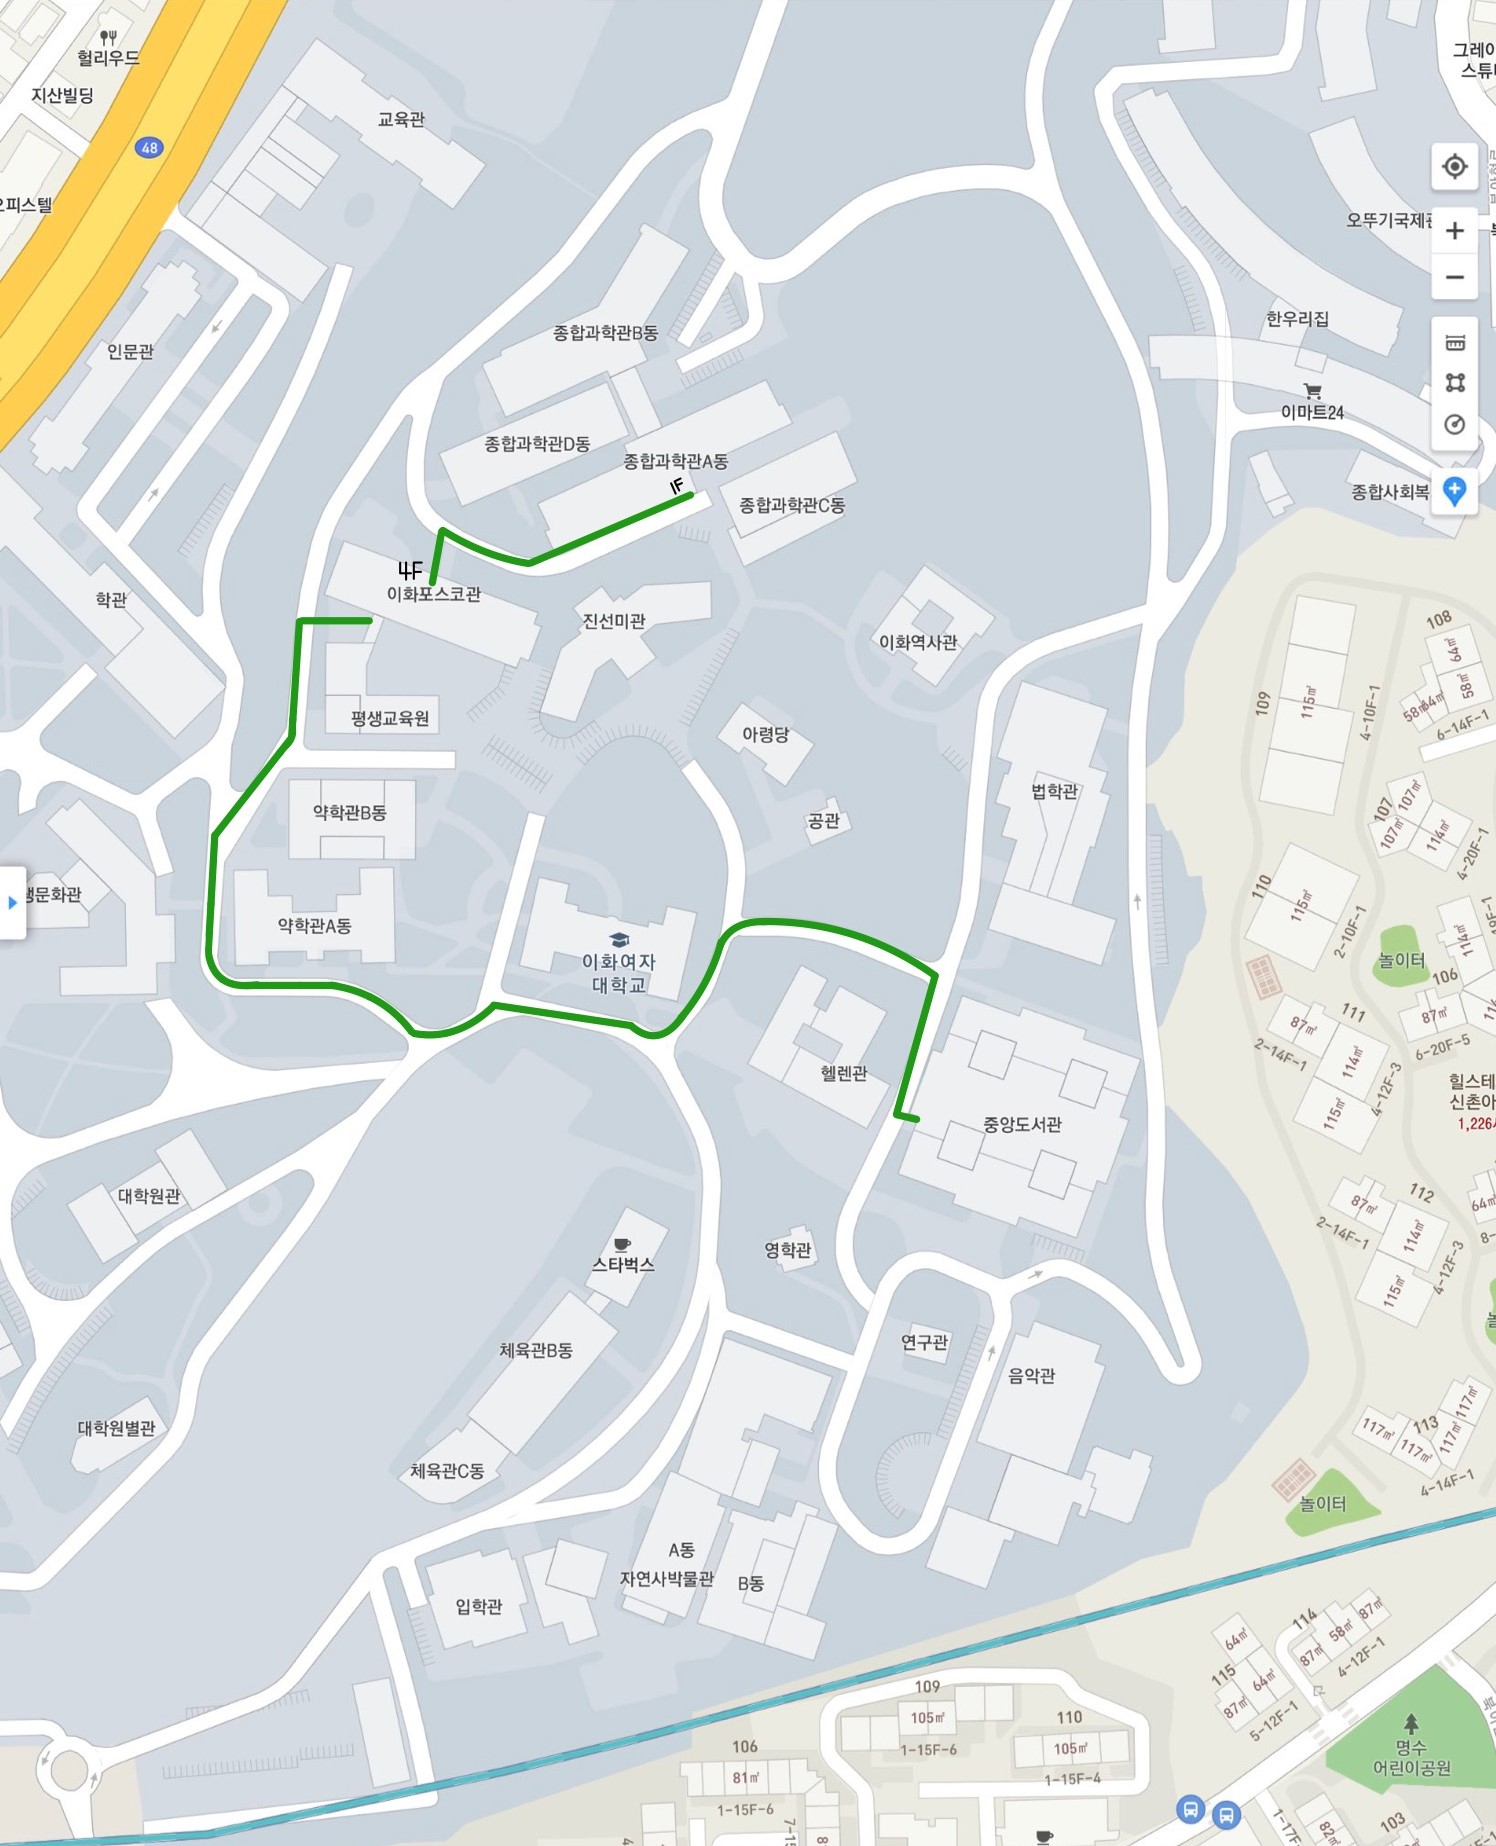 헐리우드
지산빌딩
48
교육관
그레이
스튜
오피스텔
오뚜기국제관
한우리집
종합과학관B동
인문관
이마트24
종합과학관D동
종합과학관A동
1F
종합과학관C동
종합사회복
4F
이화포스코관
학관
진선미관
이화역사관
108
64㎡
58㎡
58㎡
64㎡
6-14F-1
109
115㎡
4-10F-1
평생교육원
아령당
법학관
약학관B동
공관
107
107㎡
107㎡
114㎡
4-20F-1
생문화관
약학관A동
110
115㎡
2-10F-1
이화여자
대학교
놀이터
114㎡
106
87㎡
6-20F-5
111
87㎡
2-14F-1
114㎡
115㎡
4-12F-3
헬렌관
중앙도서관
힐스테
신촌아
1,226
대학원관
112
87㎡
2-14F-1
114㎡
115㎡
4-12F-3
64㎡
영학관
스타벅스
체육관B동
연구관
음악관
대학원별관
체육관C동
113
117㎡
117㎡
117㎡
117㎡
4-14F-1
놀이터
A동
자연사박물관
B동
입학관
114
87㎡
58㎡
87㎡
4-12F-1
115
64㎡
64㎡
87㎡
5-12F-1
109
105㎡
1-15F-6
110
105㎡
1-15F-4
106
81㎡
1-15F-6
명수
어린이공원
103
82㎡